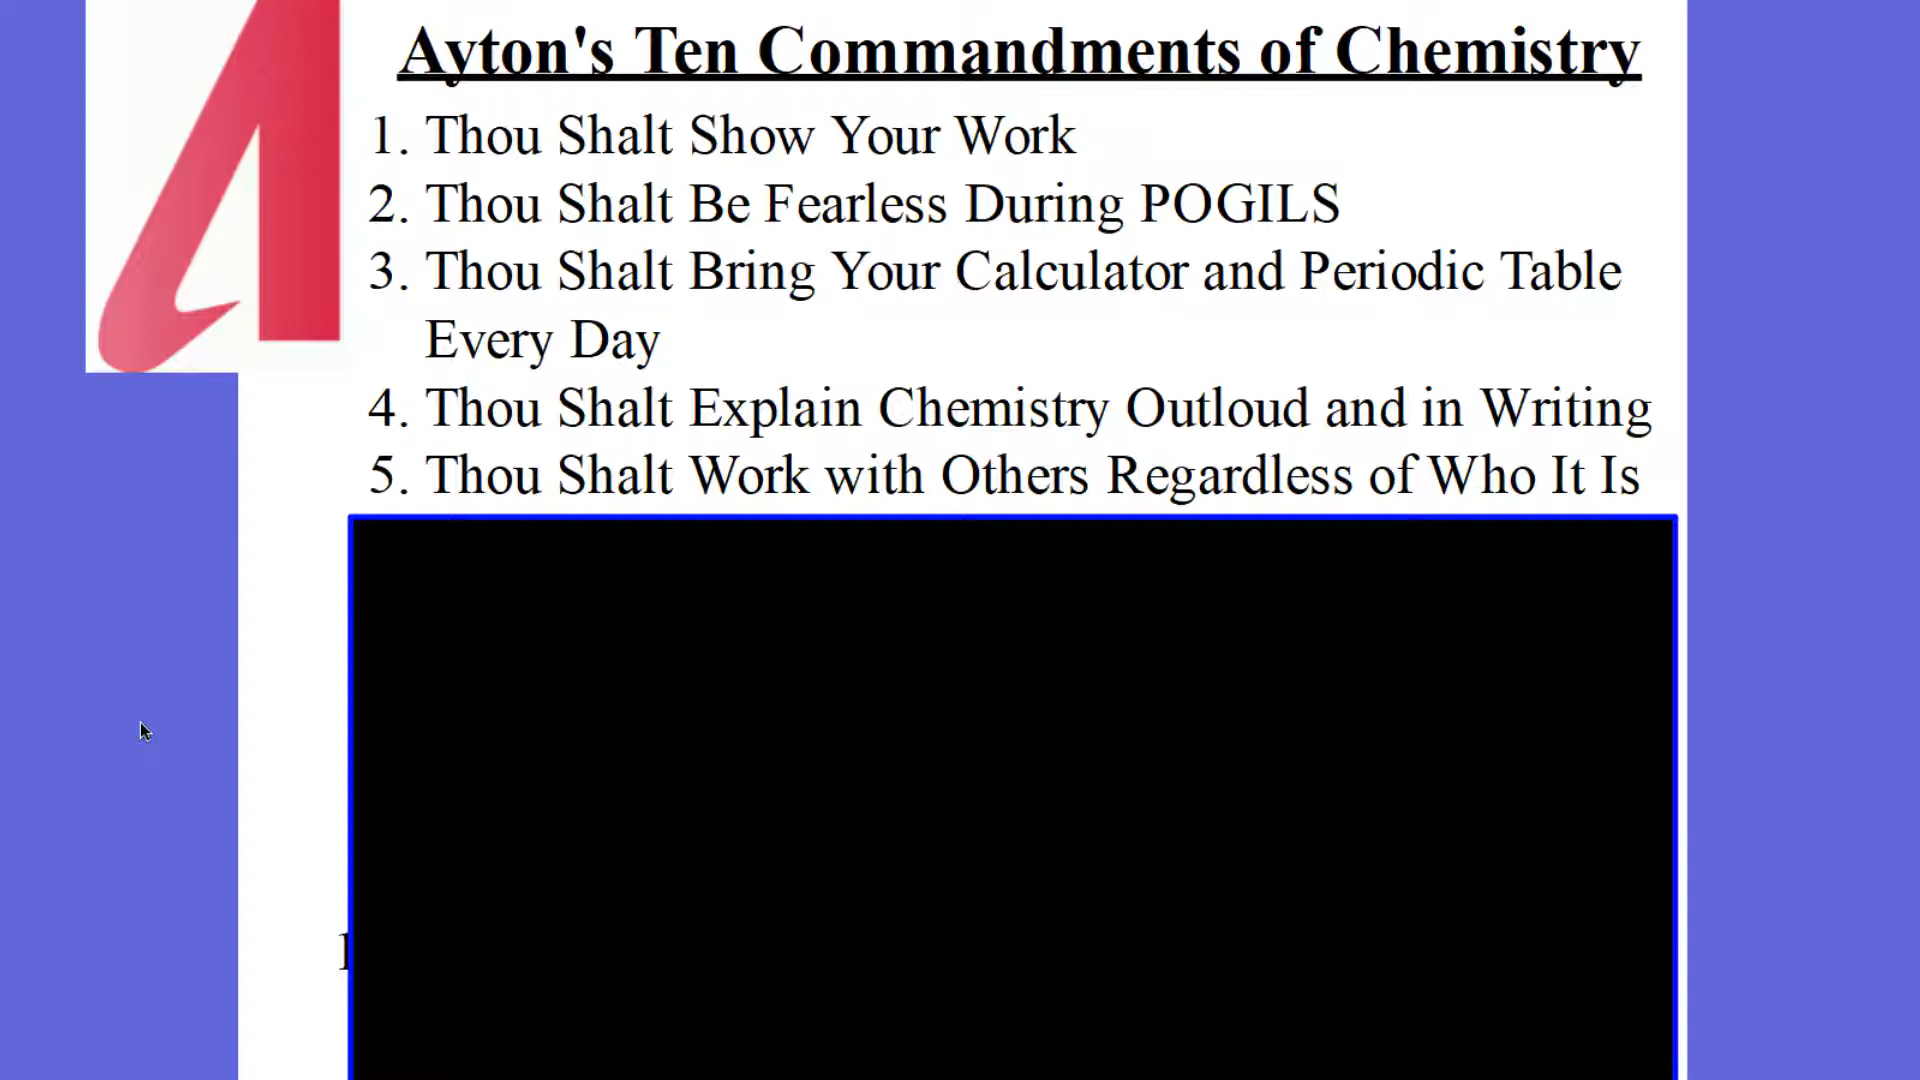 Ayton's Ten Commandments of Chemistry
1. Thou Shalt Show Your Work
2. Thou Shalt Be Fearless During POGILS
3. Thou Shalt Bring Your Calculator and Periodic Table
Every Day
4. Thou Shalt Explain Chemistry Outloud and in Writing
5. Thou Shalt Work with Others Regardless of Who It Is